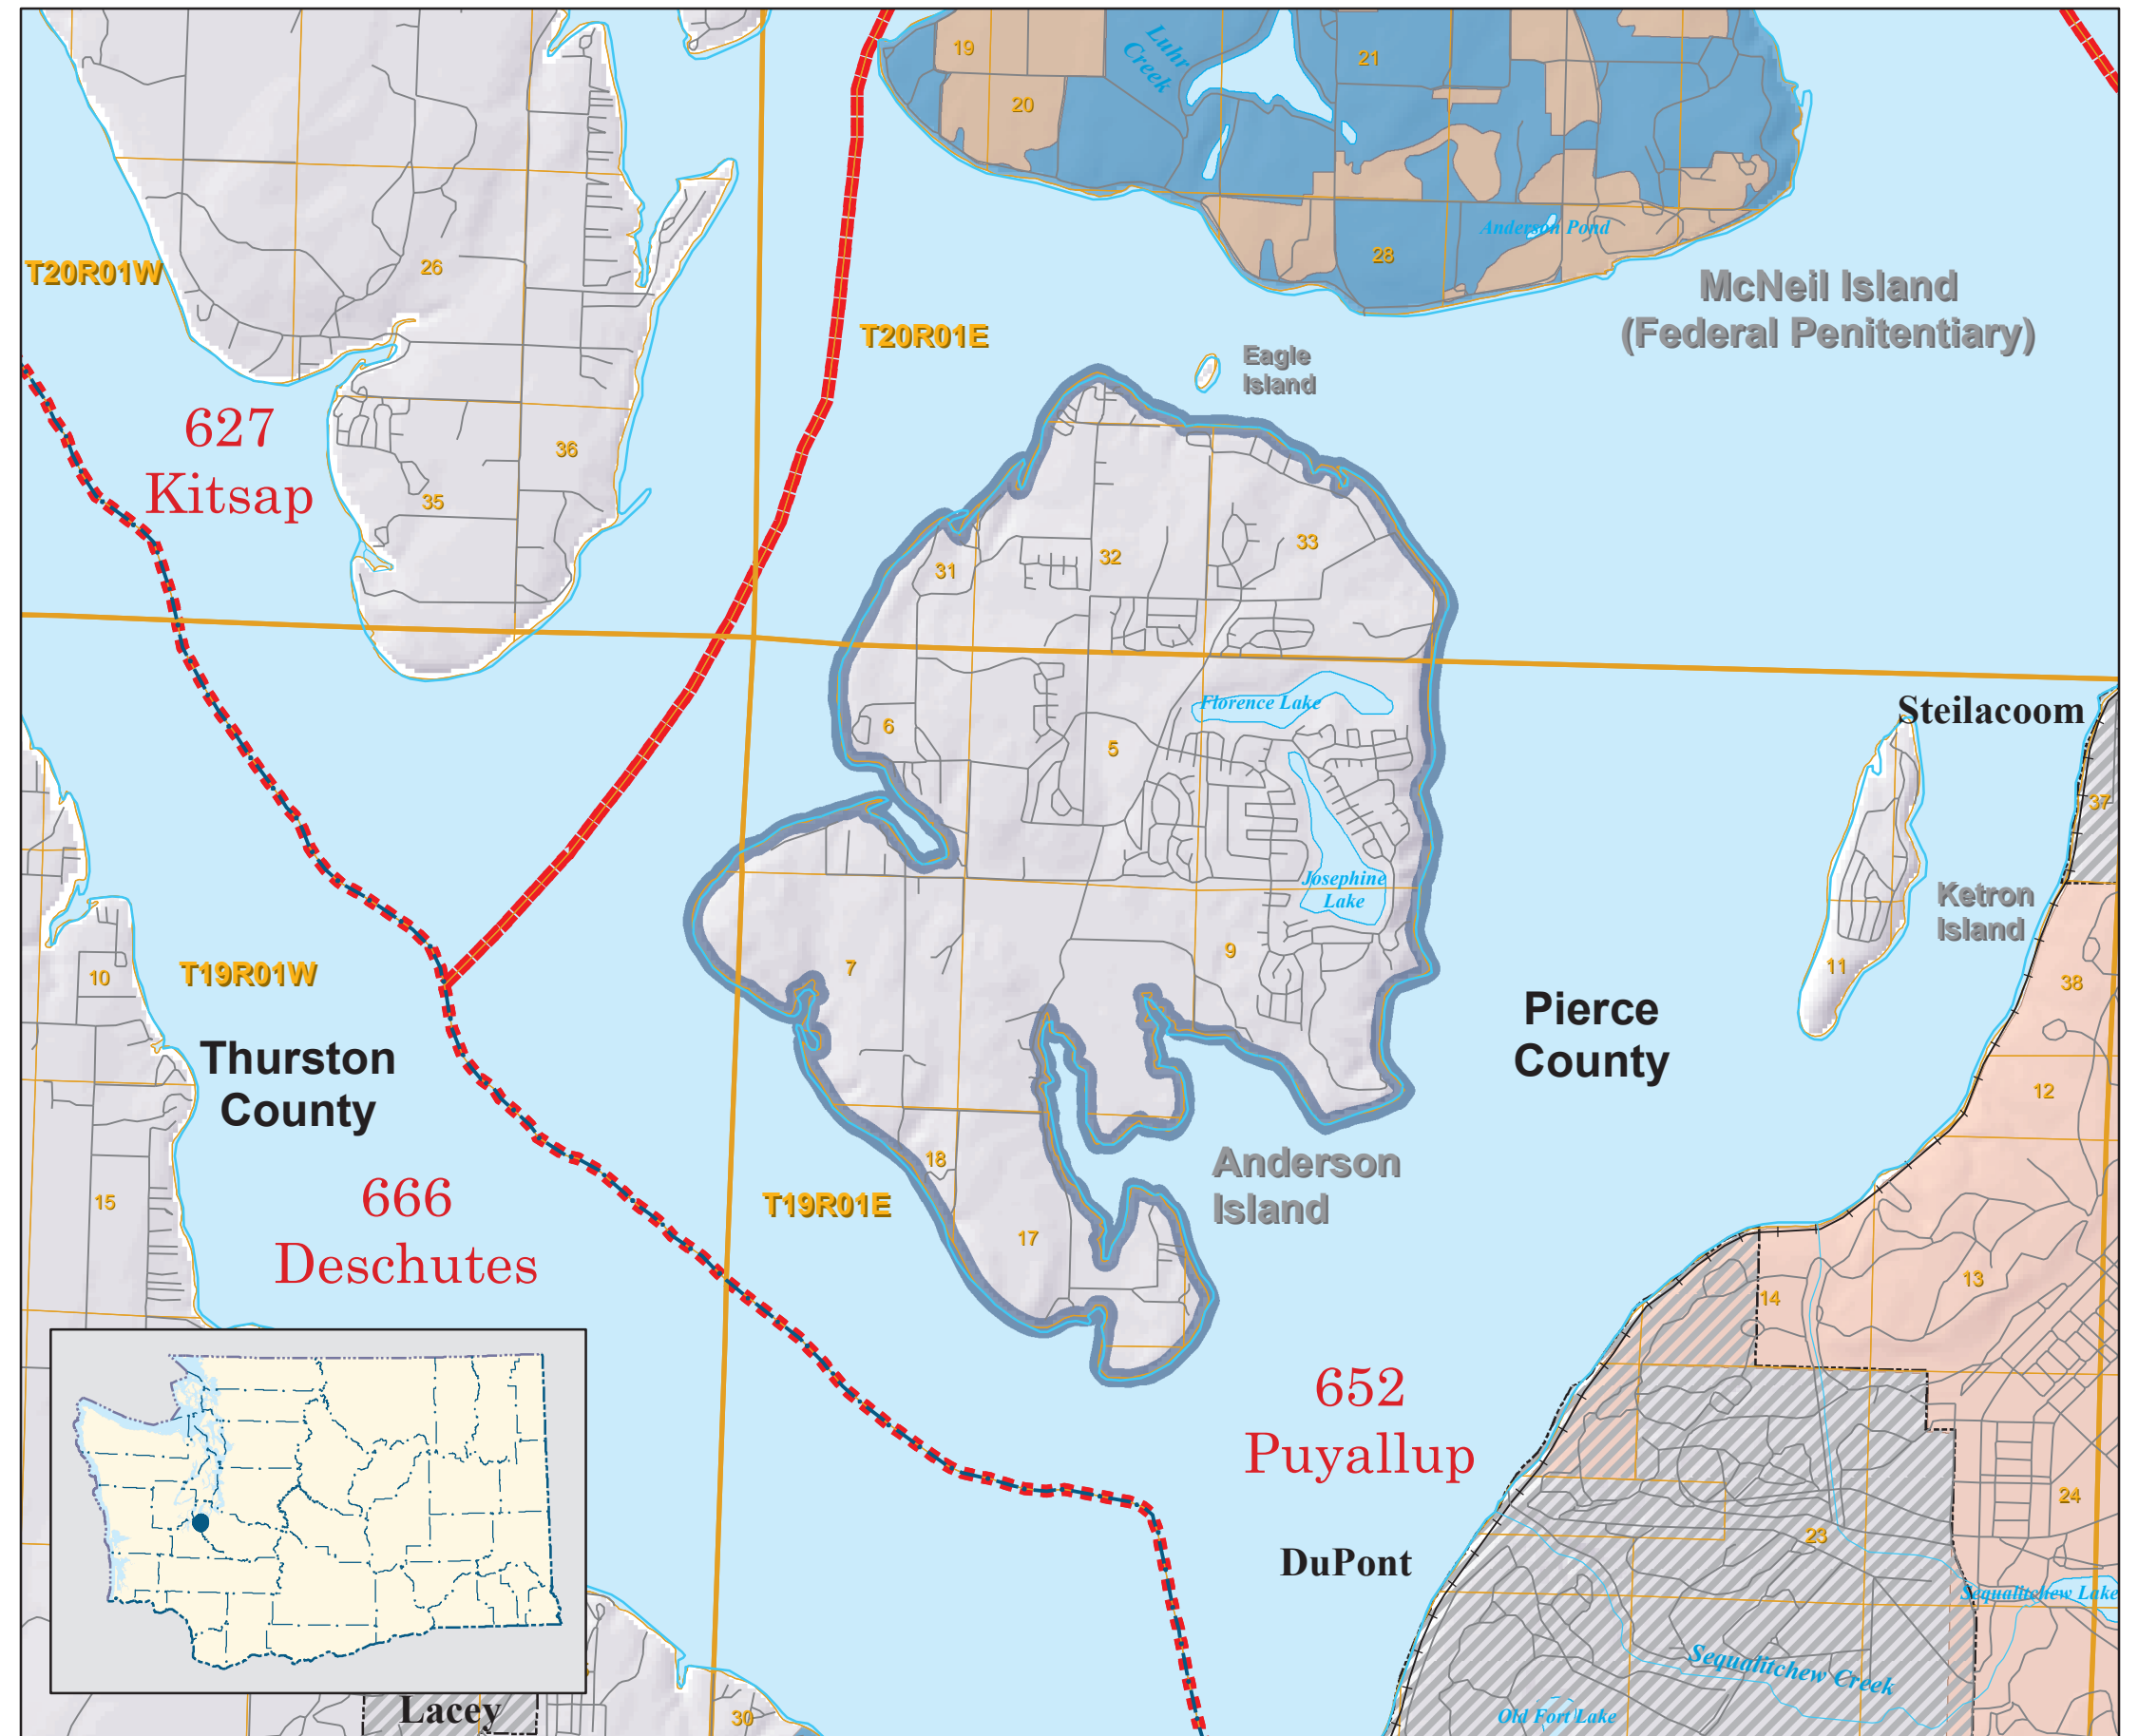 Luhr
Creek
19
21
20
26
T20R01W
Anderson Pond
28
McNeil Island
(Federal Penitentiary)
T20R01E
Eagle
Island
627
Kitsap
36
35
31
32
33
Florence Lake
Steilacoom
6
5
37
Josephine
Lake
Ketron
Island
10
T19R01W
7
9
11
38
Pierce
County
Thurston
County
12
Anderson
Island
18
15
666
Deschutes
T19R01E
17
13
14
652
Puyallup
24
23
DuPont
Sequalitchew Lake
Sequalitchew Creek
Lacey
30
Old Fort Lake